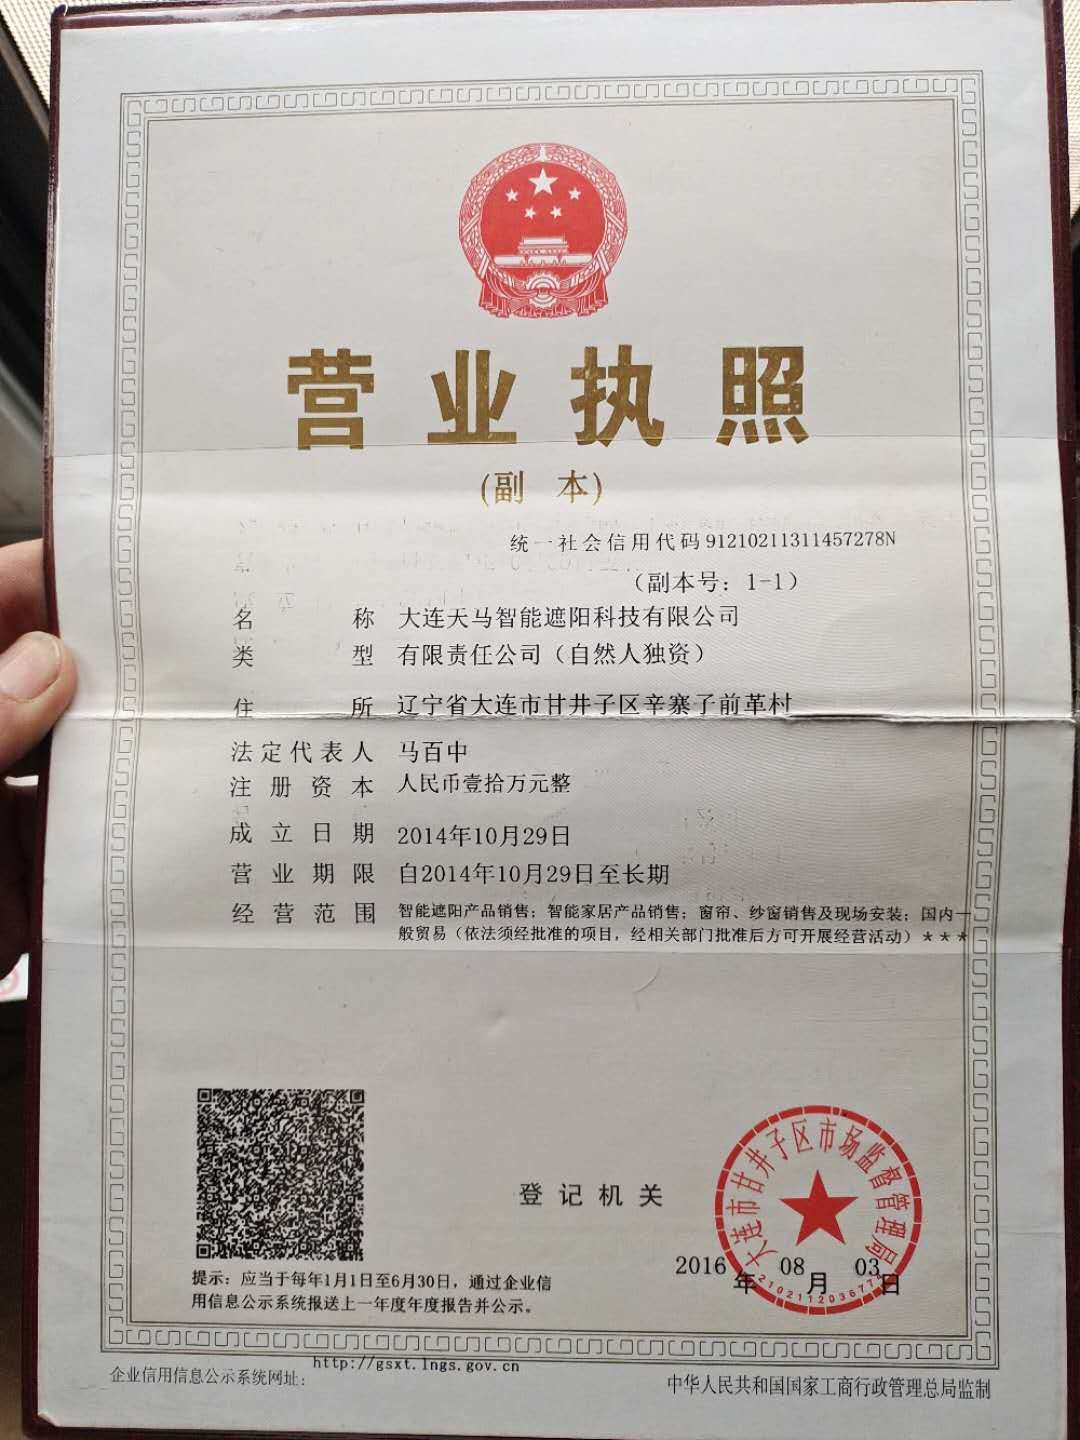 营业执照
(副 本)
统一社会信用代码 91210211311457278N
（副本号：1-1）
名 称 大连天马智能遮阳科技有限公司
类 型 有限责任公司（自然人独资）
住 所 辽宁省大连市甘井子区辛寨子前革村
法定代表人 马百中
注 册 资 本 人民币壹拾万元整
成 立 日 期 2014年10月29日
营 业 期 限 自2014年10月29日至长期
经 营 范 围 智能遮阳产品销售；智能家居产品销售；窗帘、纱窗销售及现场安装；国内一
般贸易（依法须经批准的项目，经相关部门批准后方可开展经营活动）***
登 记 机 关
大连市甘井子区市场监督管理局
2102112036772
2016 年 08 月 03 日
提示：应当于每年1月1日至6月30日，通过企业信
用信息公示系统报送上一年度年度报告并公示。
企业信用信息公示系统网址： http://gsxt.lngs.gov.cn
中华人民共和国国家工商行政管理总局监制